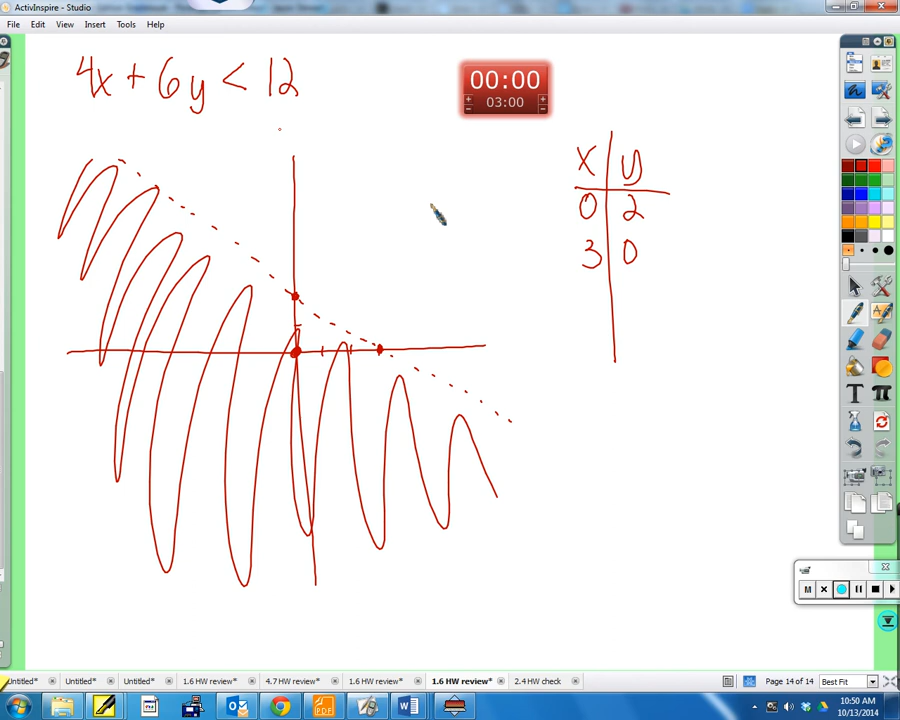 ActivInspire - Studio
File Edit View Insert Tools Help
4x + 6y < 12
00:00
03:00
x y
0 2
3 0
M
Untitled* Untitled* Untitled* 1.6 HW review* 4.7 HW review* 1.6 HW review* 1.6 HW review* 2.4 HW check
Page 14 of 14 Best Fit
10:50 AM
10/13/2014